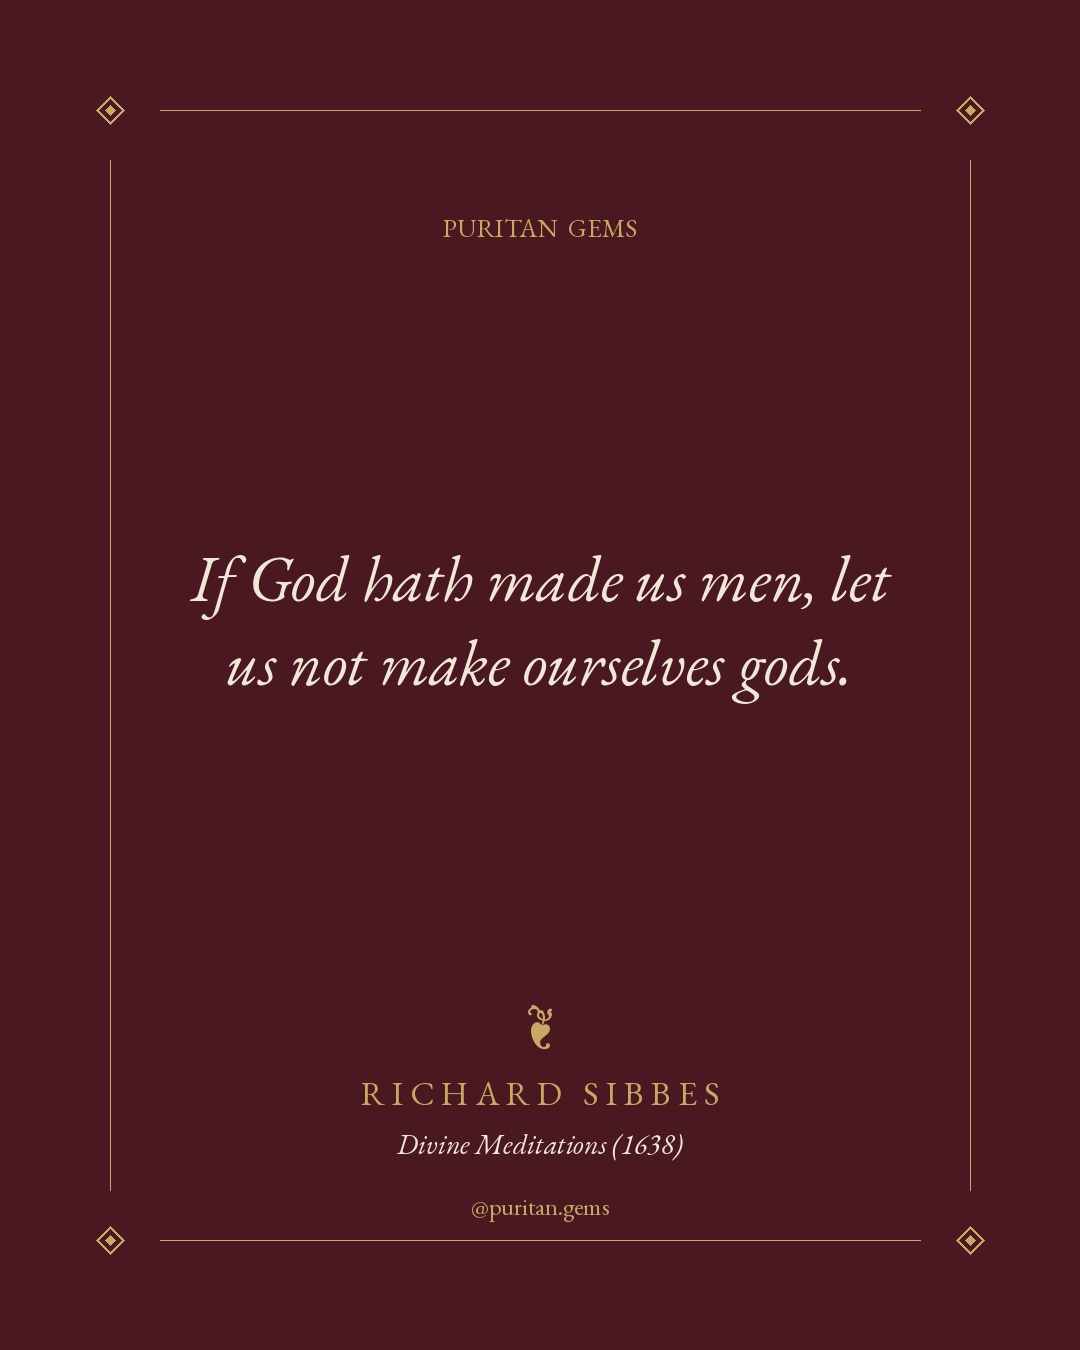 PURITAN GEMS
If God hath made us men, let
us not make ourselves gods.
RICHARD SIBBES
Divine Meditations (1638)
@puritan.gems